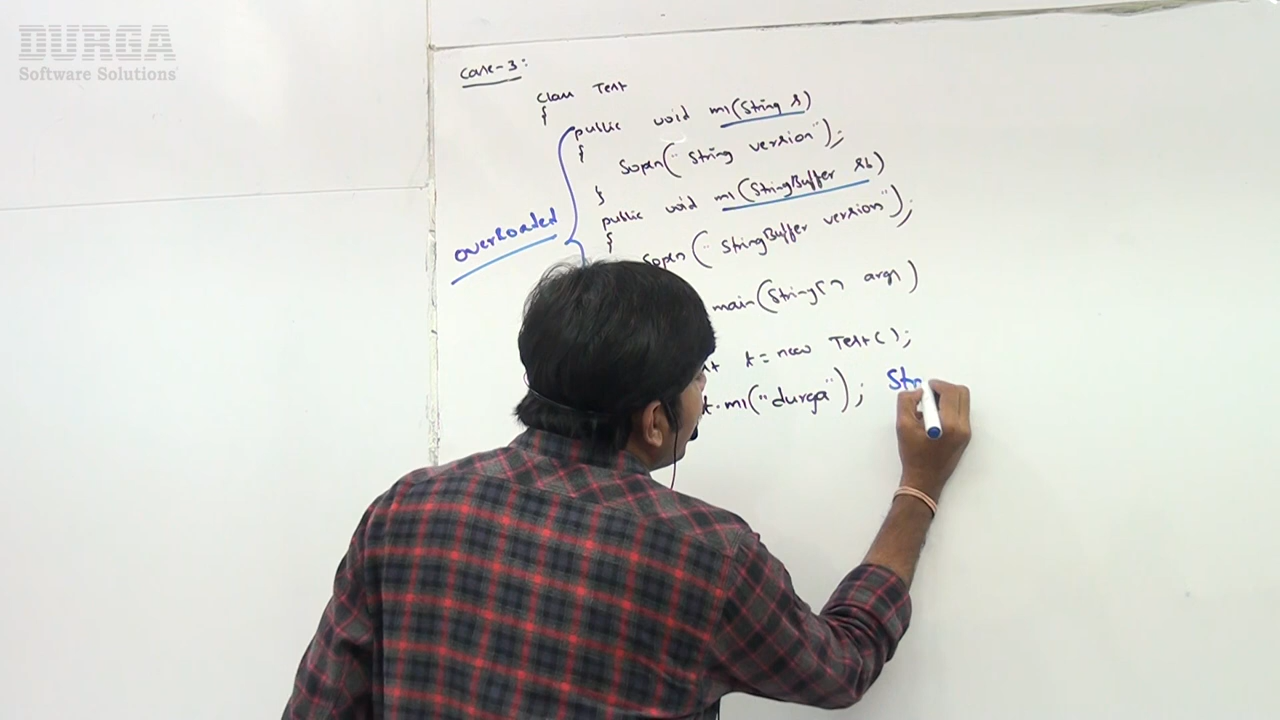 DURGA
Software Solutions
Case-3:
class Test
{
public void m1(String s)
{
Sopln("String version");
}
public void m1(StringBuffer sb)
{
Sopln("StringBuffer version");
overloaded
main(String[] args)
t = new Test();
t.m1("durga"); Str